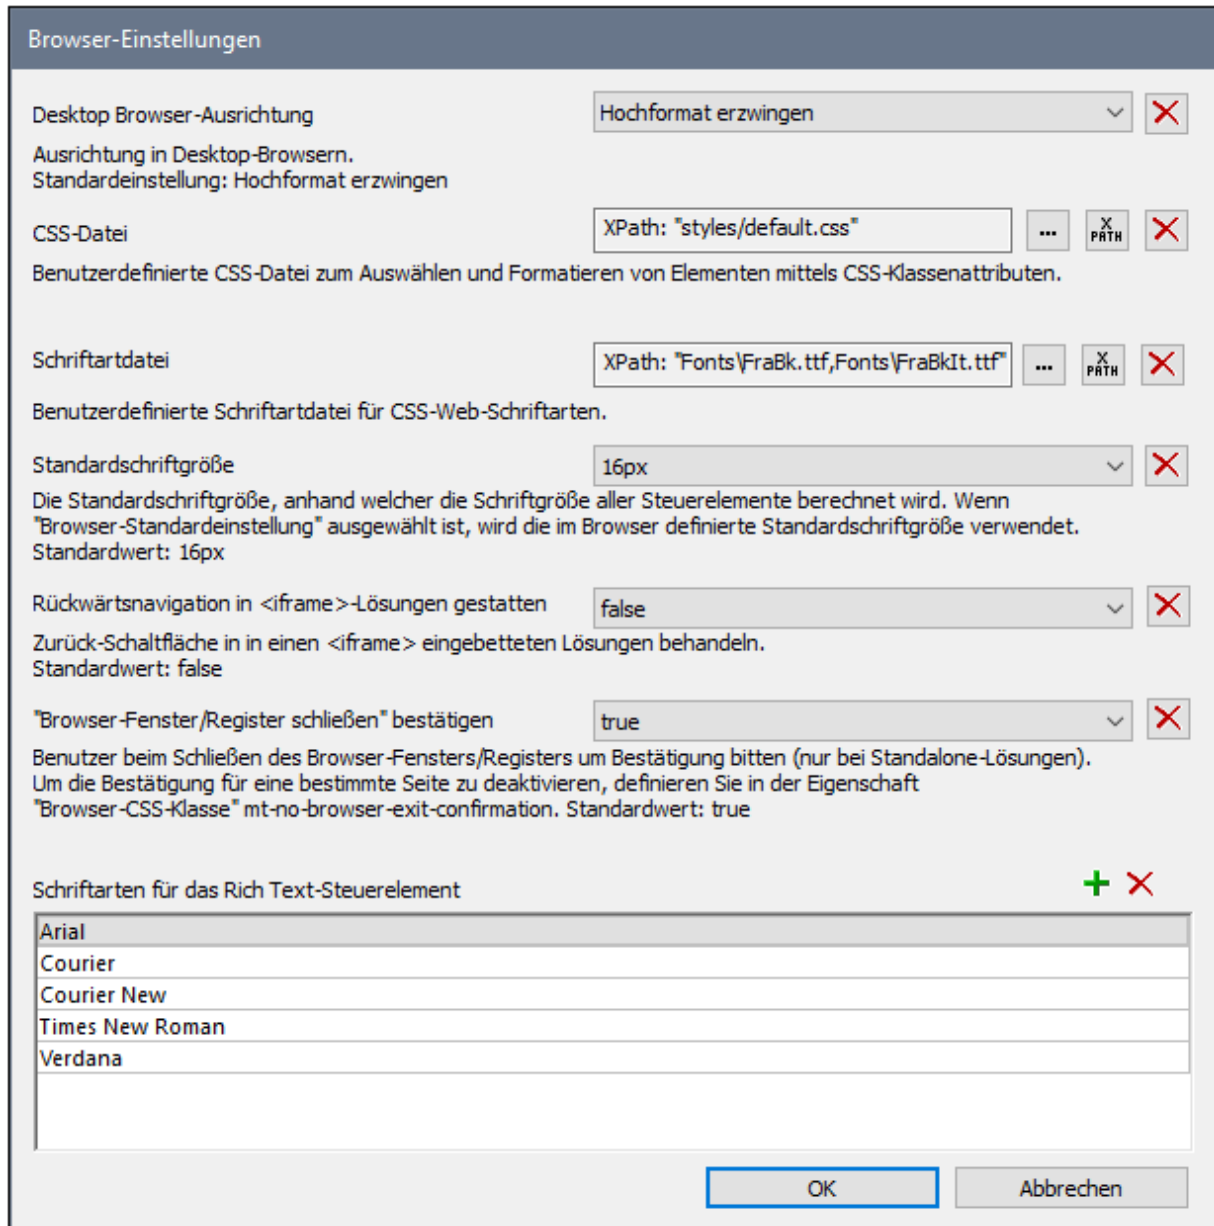 Browser-Einstellungen
Desktop Browser-Ausrichtung
Hochformat erzwingen
Ausrichtung in Desktop-Browsern.
Standardeinstellung: Hochformat erzwingen
CSS-Datei
XPath: "styles/default.css"
...
X
PATH
Benutzerdefinierte CSS-Datei zum Auswählen und Formatieren von Elementen mittels CSS-Klassenattributen.
Schriftartdatei
XPath: "Fonts\FraBk.ttf,Fonts\FraBkIt.ttf"
...
X
PATH
Benutzerdefinierte Schriftartdatei für CSS-Web-Schriftarten.
Standardschriftgröße
16px
Die Standardschriftgröße, anhand welcher die Schriftgröße aller Steuerelemente berechnet wird. Wenn
"Browser-Standardeinstellung" ausgewählt ist, wird die im Browser definierte Standardschriftgröße verwendet.
Standardwert: 16px
Rückwärtsnavigation in <iframe>-Lösungen gestatten
false
Zurück-Schaltfläche in in einen <iframe> eingebetteten Lösungen behandeln.
Standardwert: false
"Browser-Fenster/Register schließen" bestätigen
true
Benutzer beim Schließen des Browser-Fensters/Registers um Bestätigung bitten (nur bei Standalone-Lösungen).
Um die Bestätigung für eine bestimmte Seite zu deaktivieren, definieren Sie in der Eigenschaft
"Browser-CSS-Klasse" mt-no-browser-exit-confirmation. Standardwert: true
Schriftarten für das Rich Text-Steuerelement
Arial
Courier
Courier New
Times New Roman
Verdana
OK
Abbrechen